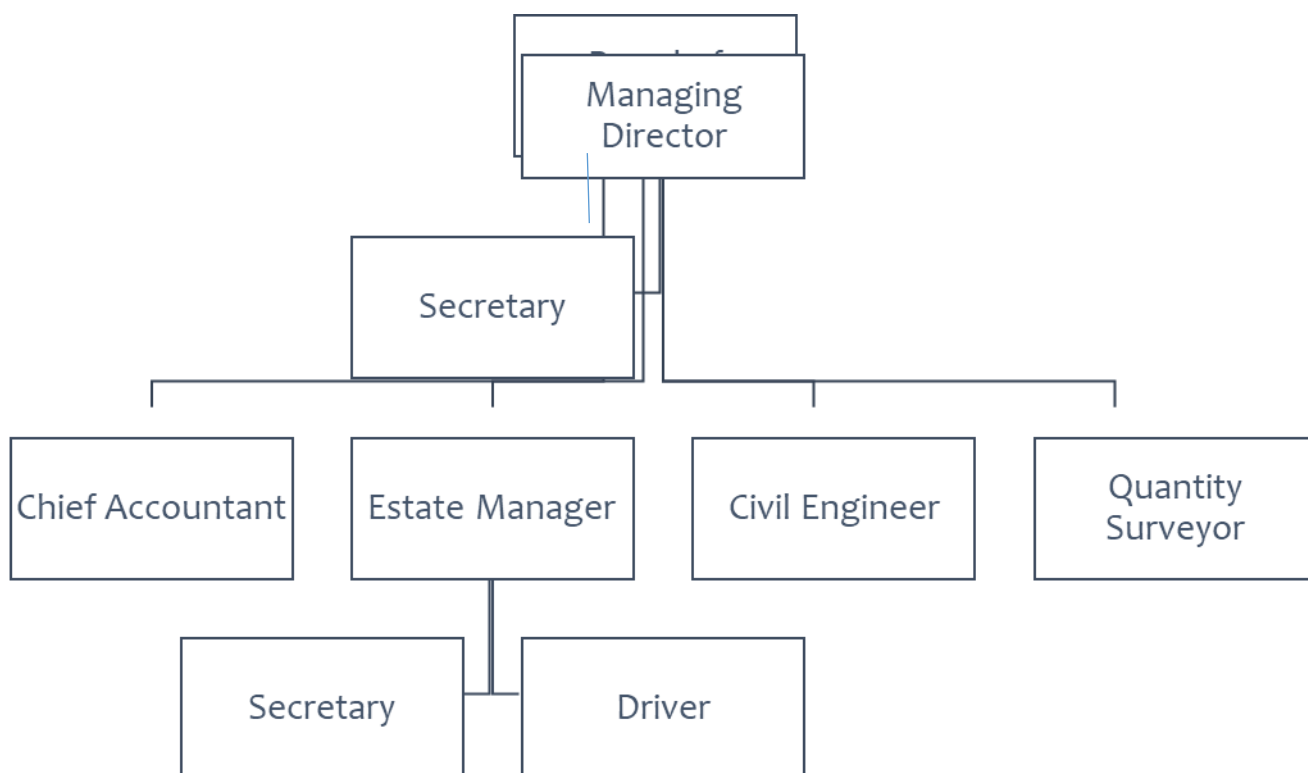 Managing
Director
Secretary
Chief Accountant
Estate Manager
Civil Engineer
Quantity
Surveyor
Secretary
Driver